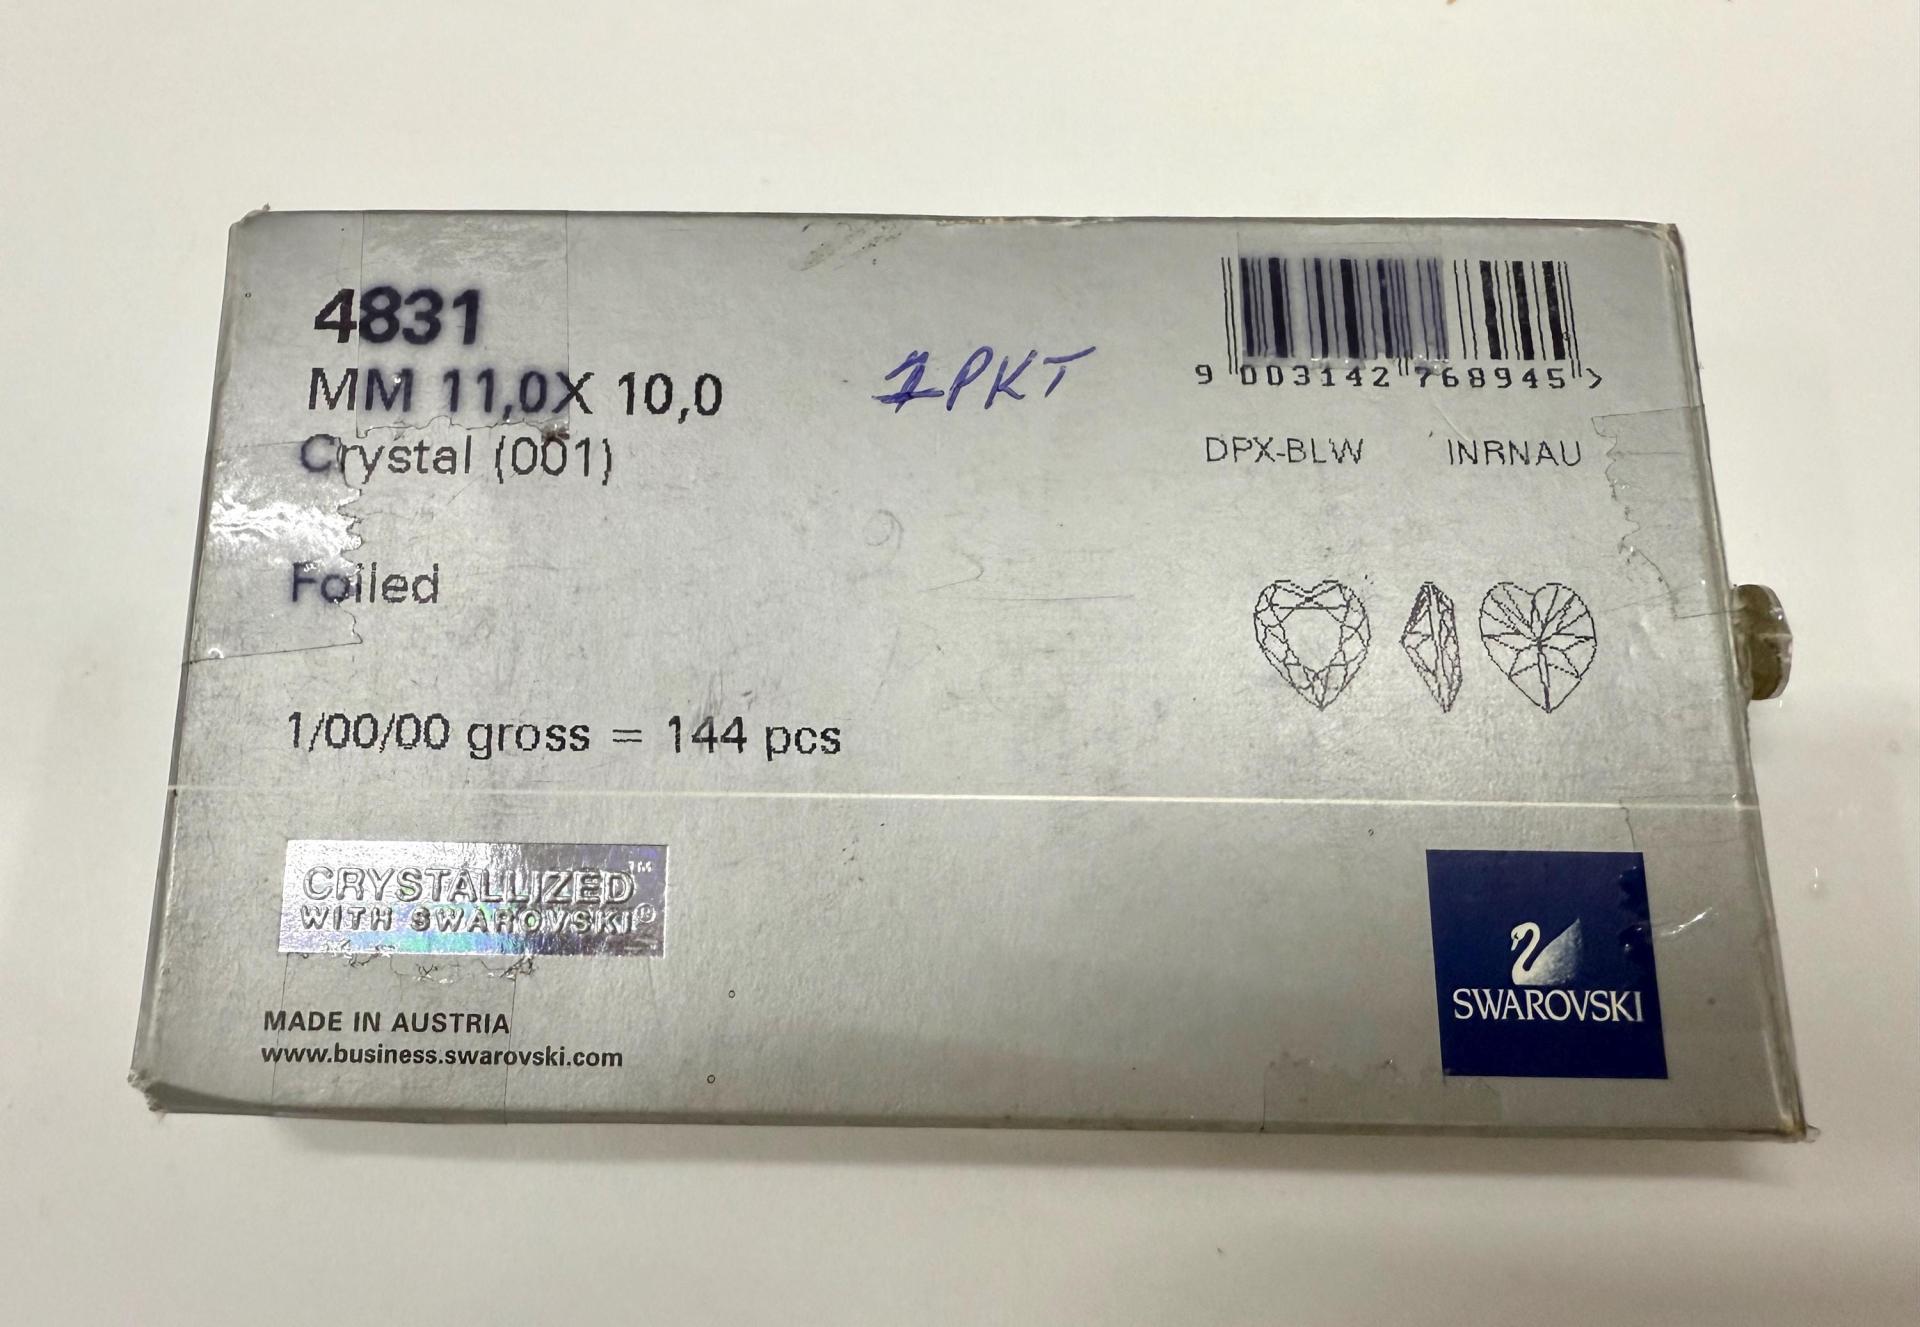 4831
MM 11,0X 10,0
Crystal (001)
Foiled
1/00/00 gross = 144 pcs
1PKT
9 003142 768945 >
DPX-BLW INRNAU
CRYSTALLIZED™
WITH SWAROVSKI®
MADE IN AUSTRIA
www.business.swarovski.com
SWAROVSKI